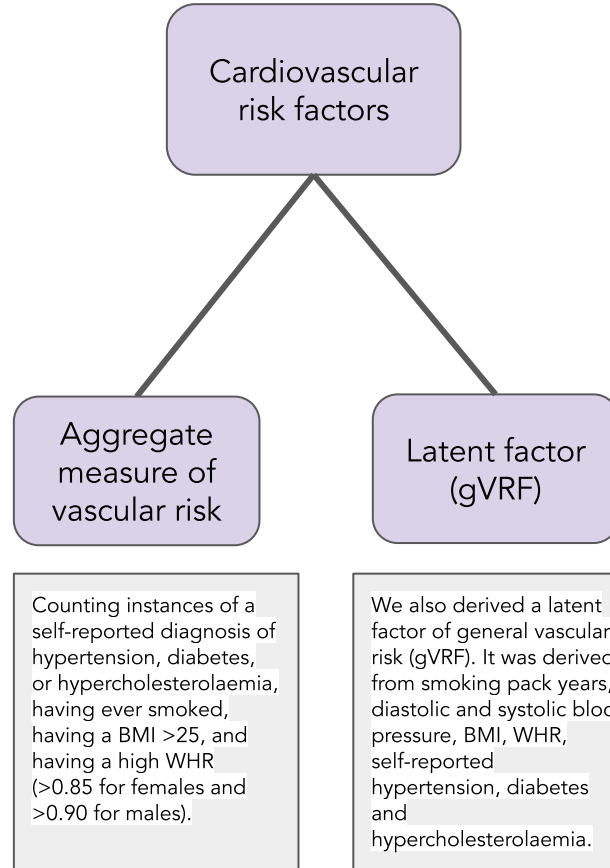 Cardiovascular
risk factors
Aggregate
measure of
vascular risk
Latent factor
(gVRF)
Counting instances of a
self-reported diagnosis of
hypertension, diabetes,
or hypercholesterolaemia,
having ever smoked,
having a BMI >25, and
having a high WHR
(>0.85 for females and
>0.90 for males).
We also derived a latent
factor of general vascular
risk (gVRF). It was derived
from smoking pack years,
diastolic and systolic bloo
pressure, BMI, WHR,
self-reported
hypertension, diabetes
and
hypercholesterolaemia.